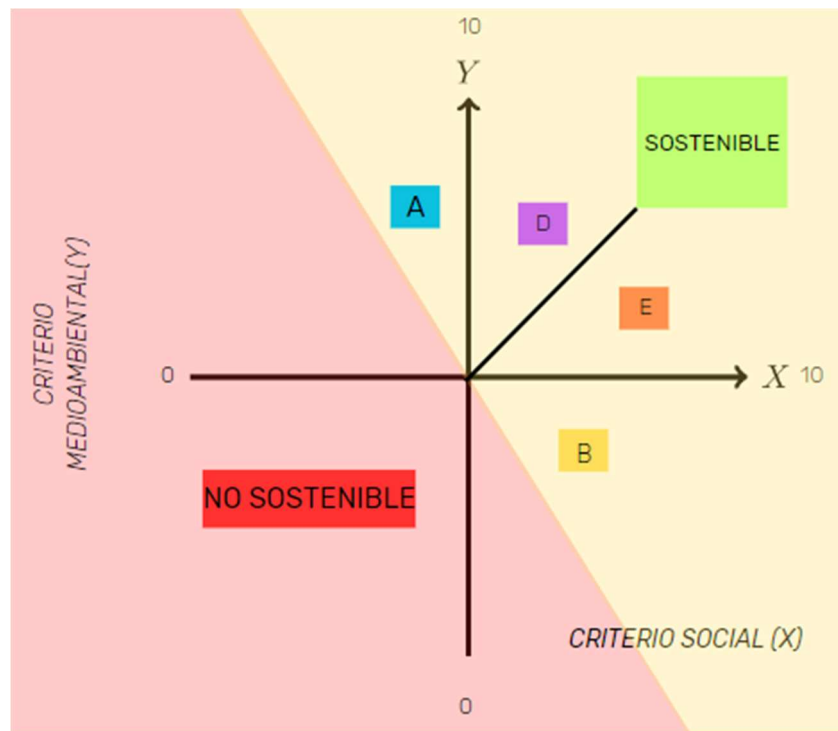 10
Y
SOSTENIBLE
A
D
CRITERIO
MEDIOAMBIENTAL(Y)
E
0
X 10
B
NO SOSTENIBLE
CRITERIO SOCIAL (X)
0